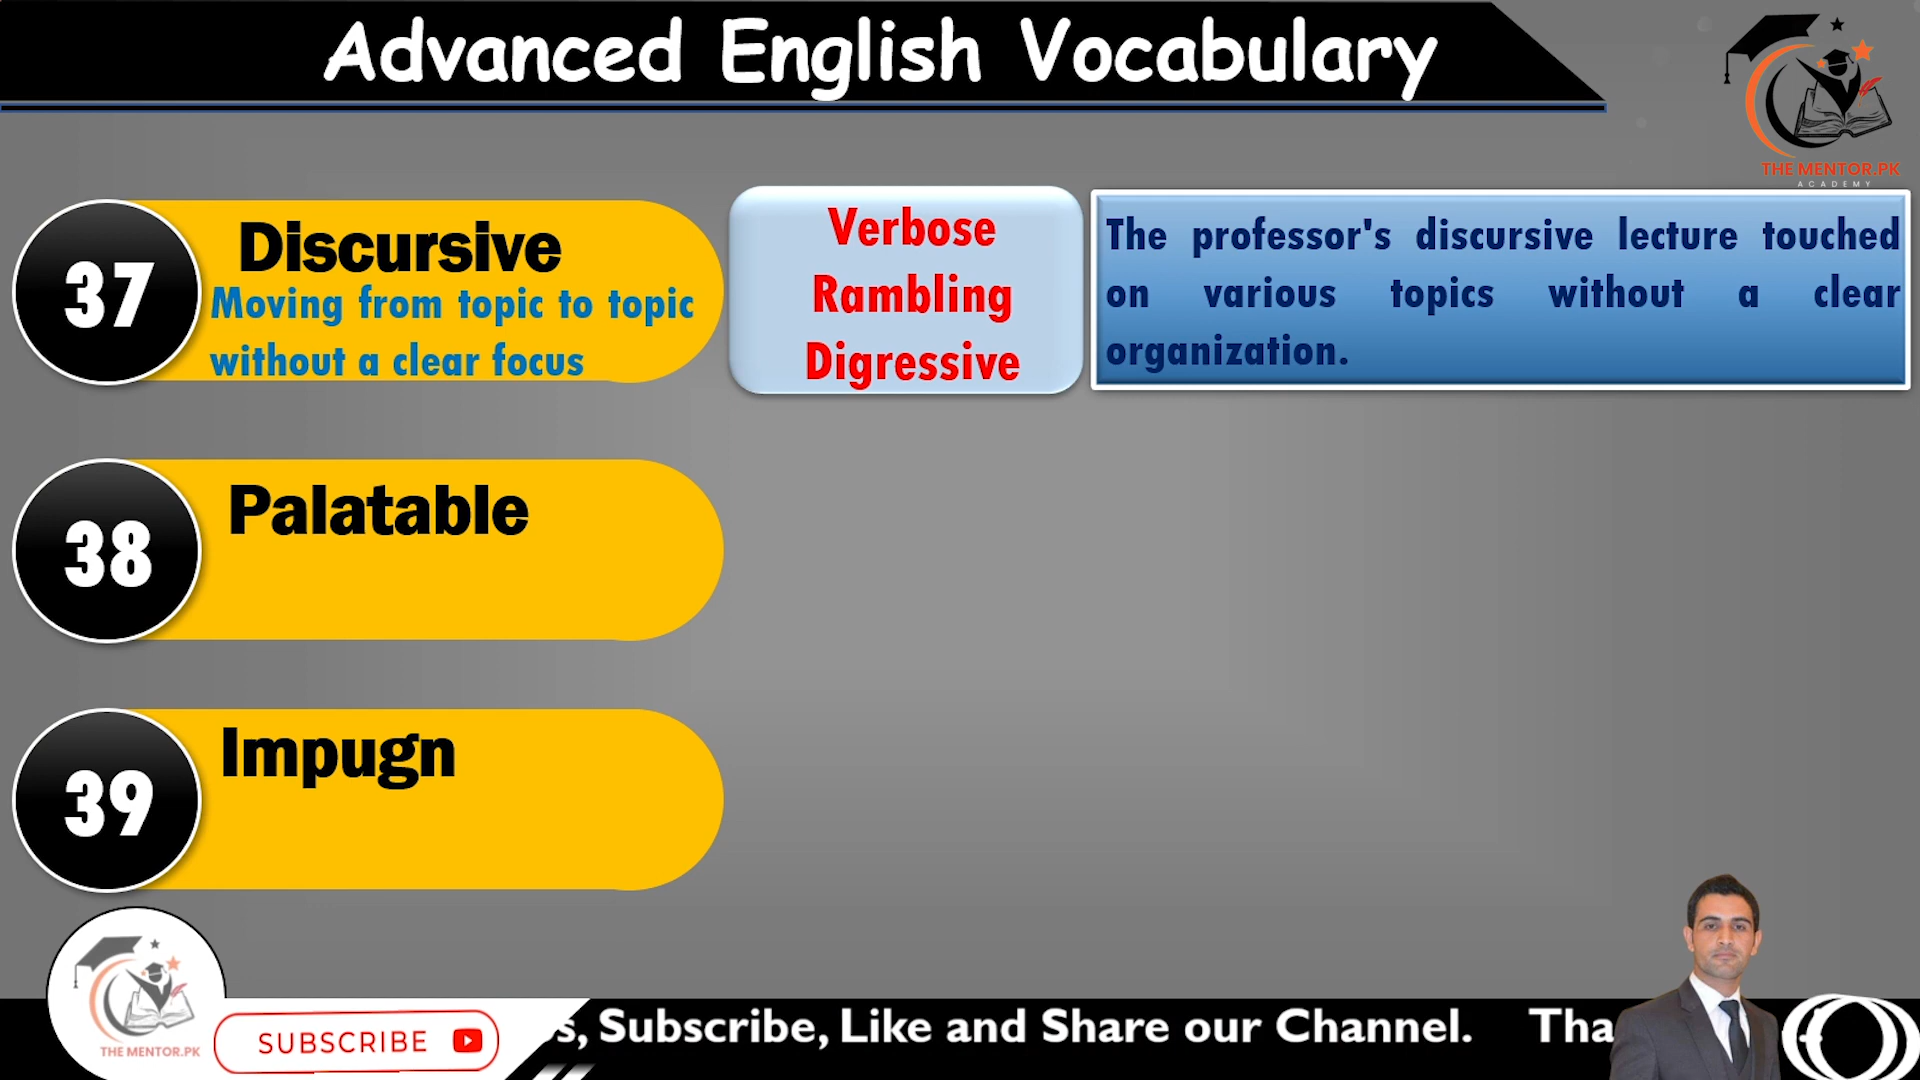 Advanced English Vocabulary
THE MENTOR.PK
ACADEMY
37
Discursive
Moving from topic to topic
without a clear focus
Verbose
Rambling
Digressive
The professor's discursive lecture touched
on various topics without a clear
organization.
38
Palatable
39
Impugn
THE MENTOR.PK
SUBSCRIBE
s, Subscribe, Like and Share our Channel. Tha